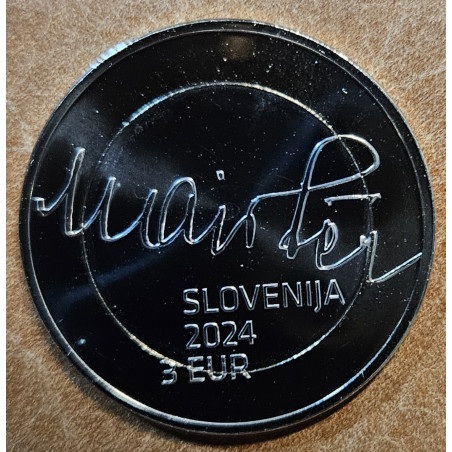 Maister
SLOVENIJA
2024
3 EUR